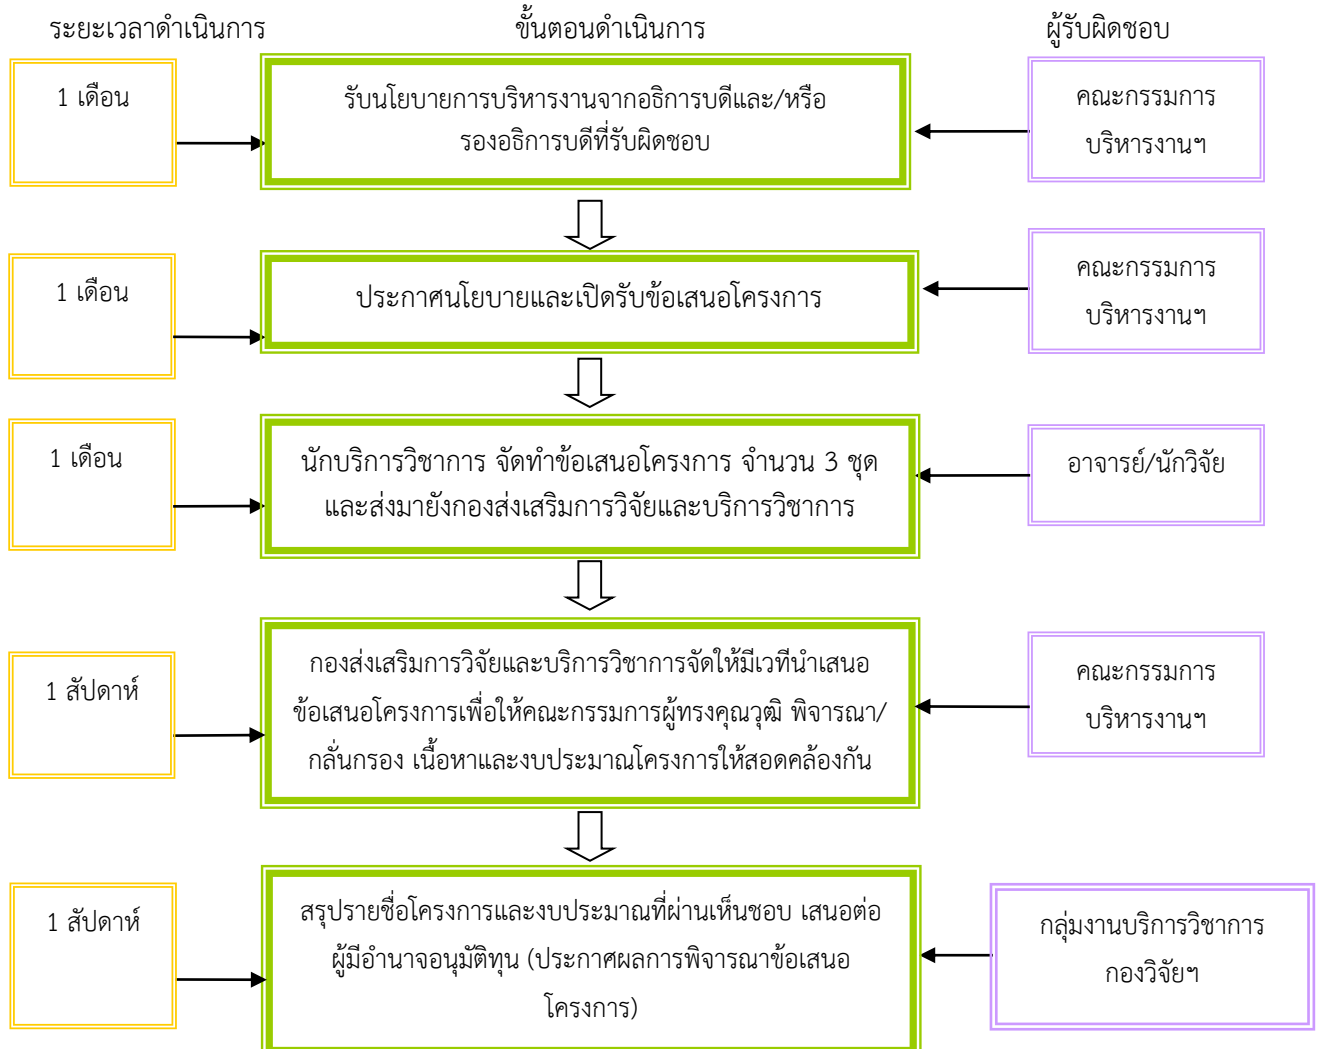 ระยะเวลาดำเนินการ
ขั้นตอนดำเนินการ
ผู้รับผิดชอบ
1 เดือน
รับนโยบายการบริหารงานจากอธิการบดีและ/หรือ
รองอธิการบดีที่รับผิดชอบ
คณะกรรมการ
บริหารงานฯ
1 เดือน
ประกาศนโยบายและเปิดรับข้อเสนอโครงการ
คณะกรรมการ
บริหารงานฯ
1 เดือน
นักบริการวิชาการ จัดทำข้อเสนอโครงการ จำนวน 3 ชุด
และส่งมายังกองส่งเสริมการวิจัยและบริการวิชาการ
อาจารย์/นักวิจัย
1 สัปดาห์
กองส่งเสริมการวิจัยและบริการวิชาการจัดให้มีเวทีนำเสนอ
ข้อเสนอโครงการเพื่อให้คณะกรรมการผู้ทรงคุณวุฒิ พิจารณา/
กลั่นกรอง เนื้อหาและงบประมาณโครงการให้สอดคล้องกัน
คณะกรรมการ
บริหารงานฯ
1 สัปดาห์
สรุปรายชื่อโครงการและงบประมาณที่ผ่านเห็นชอบ เสนอต่อ
ผู้มีอำนาจอนุมัติทุน (ประกาศผลการพิจารณาข้อเสนอ
โครงการ)
กลุ่มงานบริการวิชาการ
กองวิจัยฯ